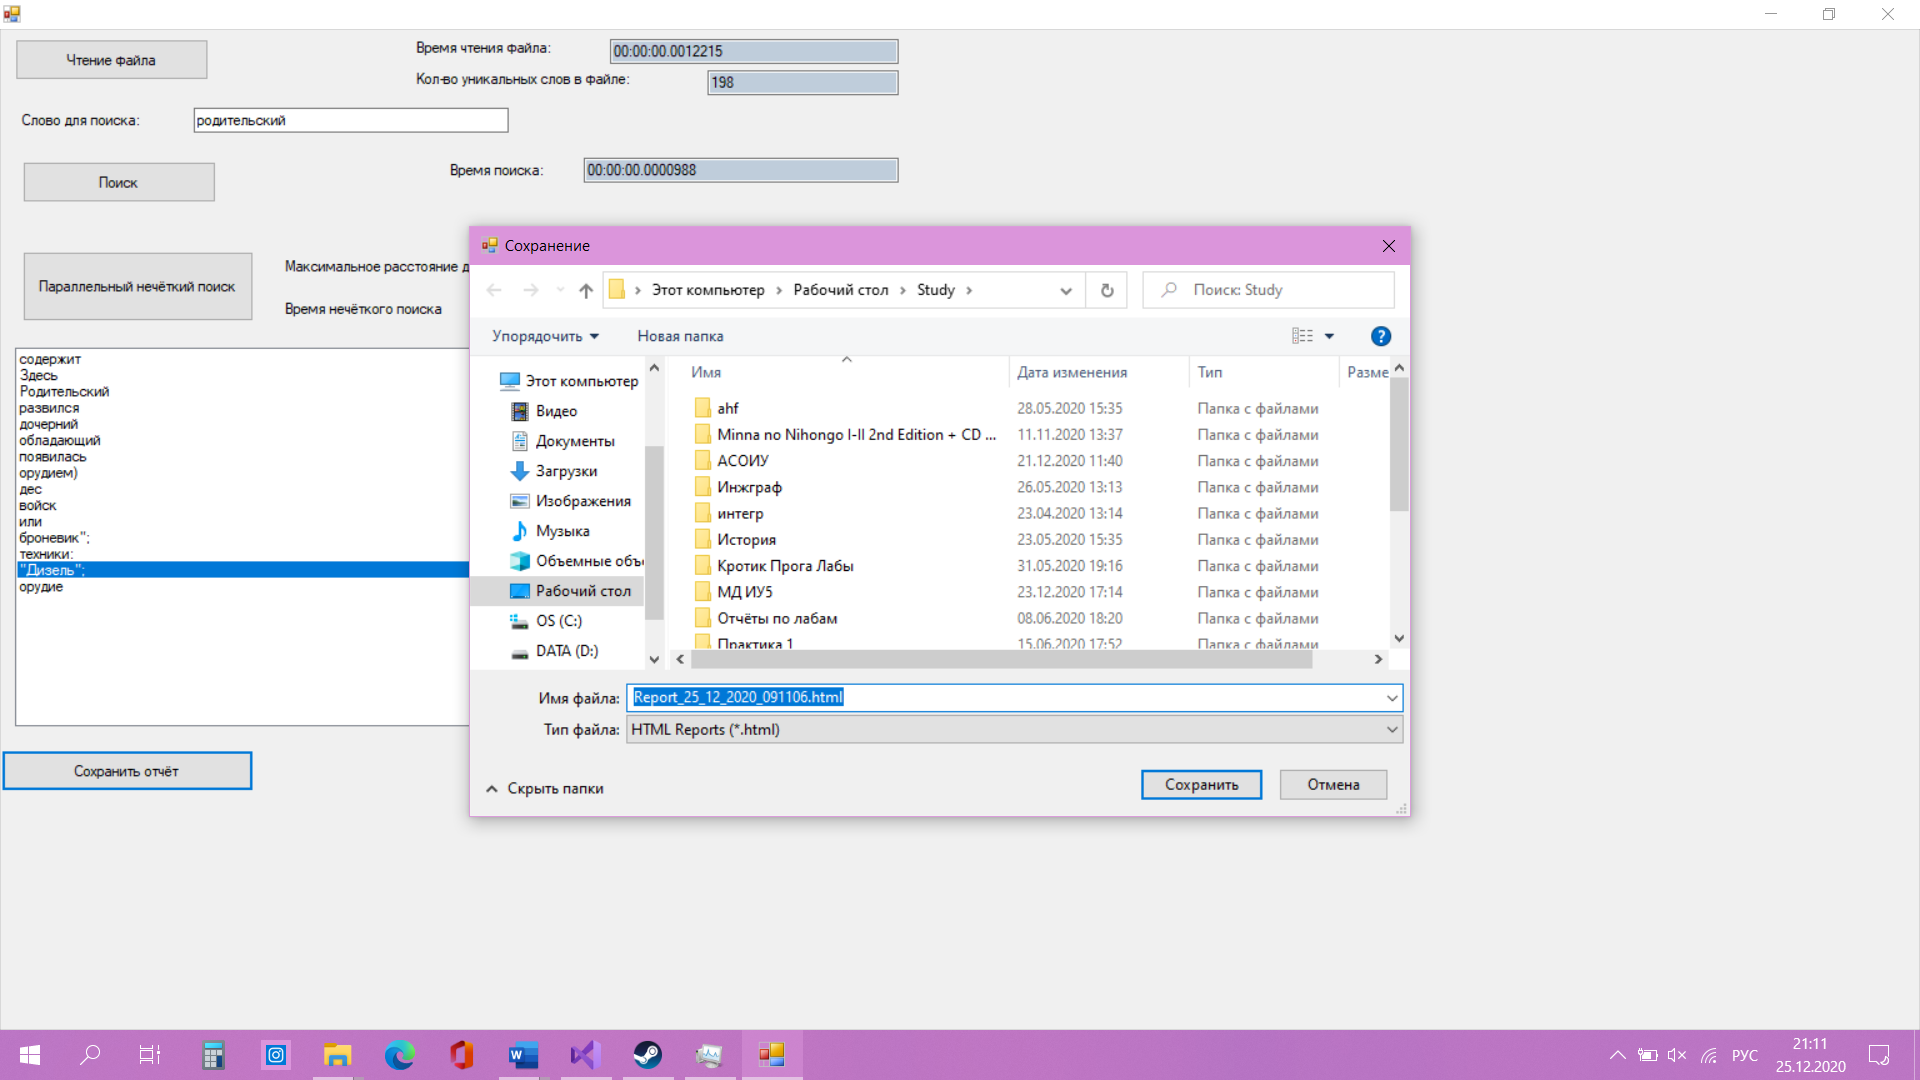 Чтение файла
Время чтения файла:
00:00:00.0012215
Кол-во уникальных слов в файле:
198
Слово для поиска:
родительский
Поиск
Время поиска:
00:00:00.0000988
Параллельный нечёткий поиск
Максимальное расстояние д
Время нечёткого поиска
содержит
Здесь
Родительский
развился
дочерний
обладающий
появилась
орудием)
дес
войск
или
броневик";
техники:
"Дизель";
орудие
Сохранить отчёт
Сохранение
Этот компьютер
Рабочий стол
Study
Поиск: Study
Упорядочить
Новая папка
Этот компьютер
Видео
Документы
Загрузки
Изображения
Музыка
Объемные объ
Рабочий стол
OS (C:)
DATA (D:)
Имя Дата изменения Тип Разме
ahf 28.05.2020 15:35 Папка с файлами
Minna no Nihongo I-II 2nd Edition + CD ... 11.11.2020 13:37 Папка с файлами
АСОИУ 21.12.2020 11:40 Папка с файлами
Инжграф 26.05.2020 13:13 Папка с файлами
интегр 23.04.2020 13:14 Папка с файлами
История 23.05.2020 15:35 Папка с файлами
Кротик Прога Лабы 31.05.2020 19:16 Папка с файлами
МД ИУ5 23.12.2020 17:14 Папка с файлами
Отчёты по лабам 08.06.2020 18:20 Папка с файлами
Практика 1 15.06.2020 17:52 Папка с файлами
Имя файла: Report_25_12_2020_091106.html
Тип файла: HTML Reports (*.html)
Скрыть папки
Сохранить
Отмена
РУС
21:11
25.12.2020